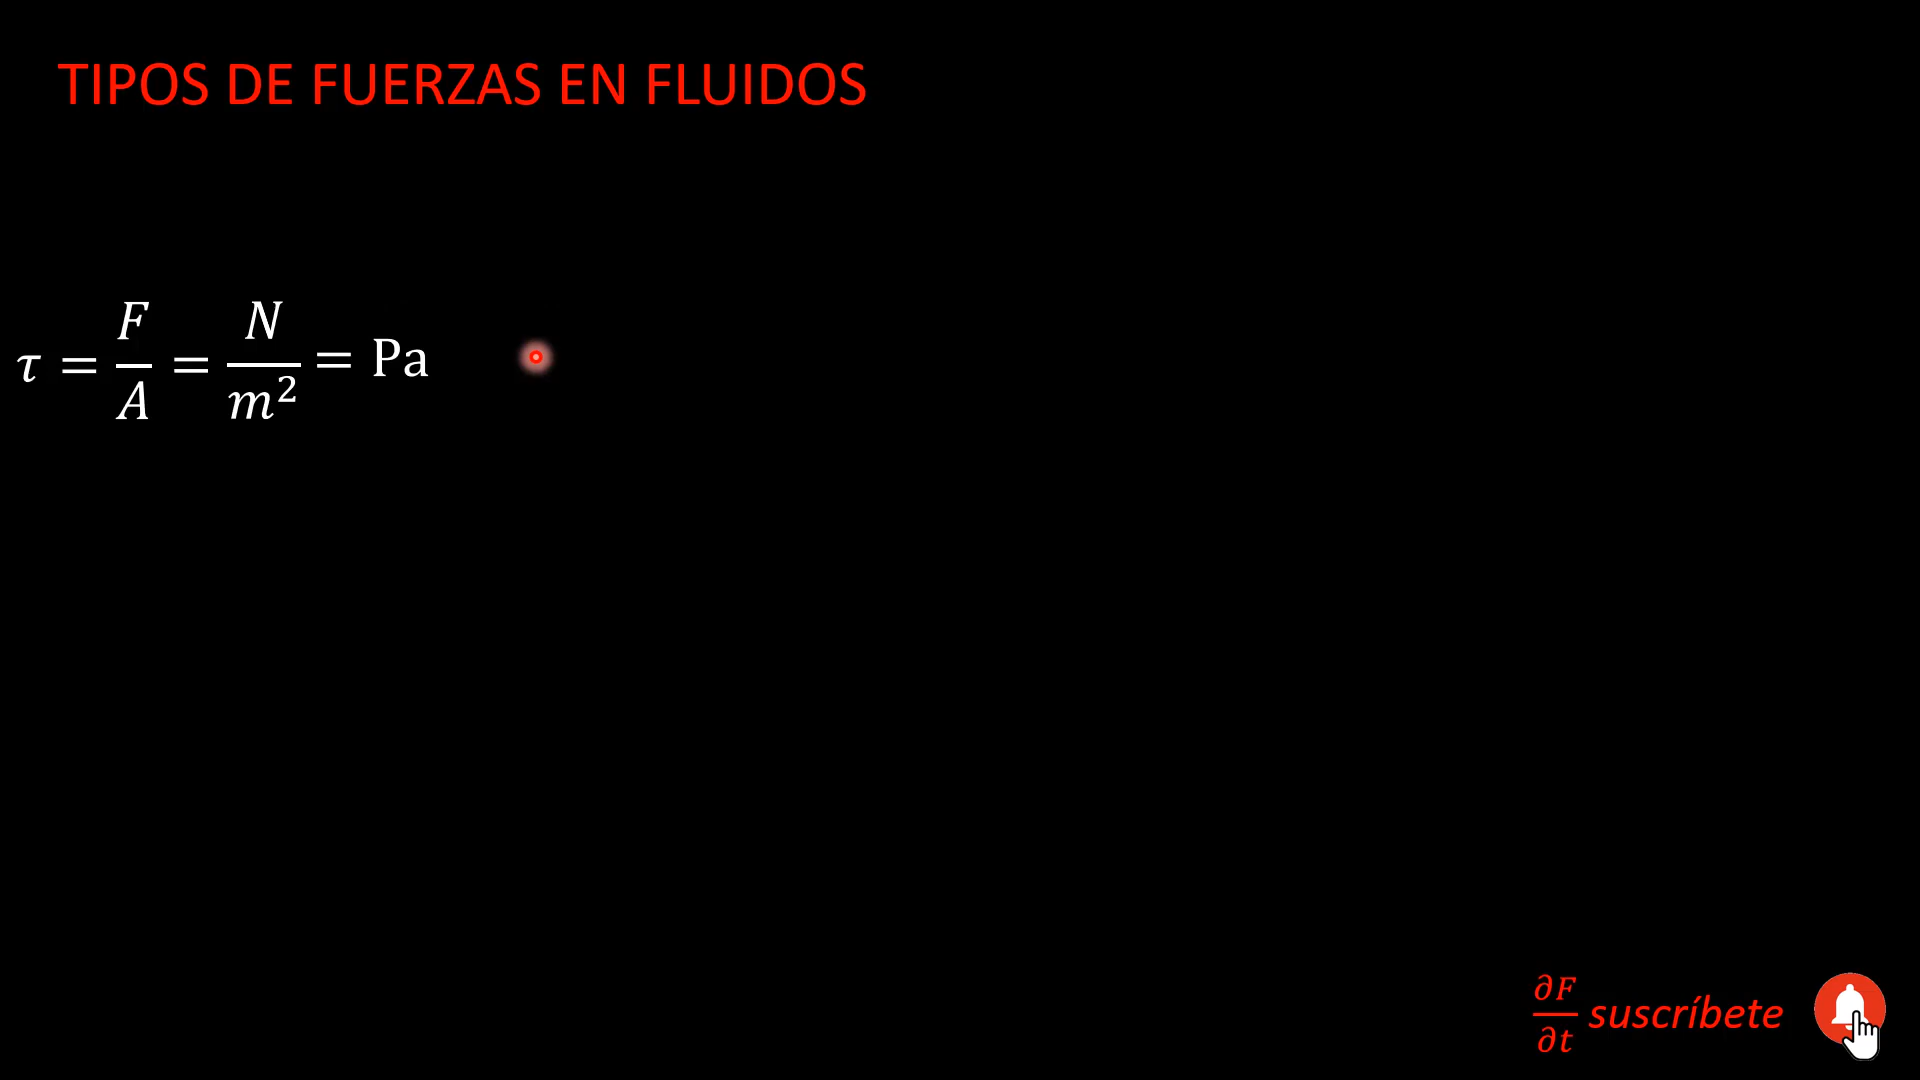 TIPOS DE FUERZAS EN FLUIDOS
τ = F/A = N/m² = Pa
∂F/∂t suscríbete